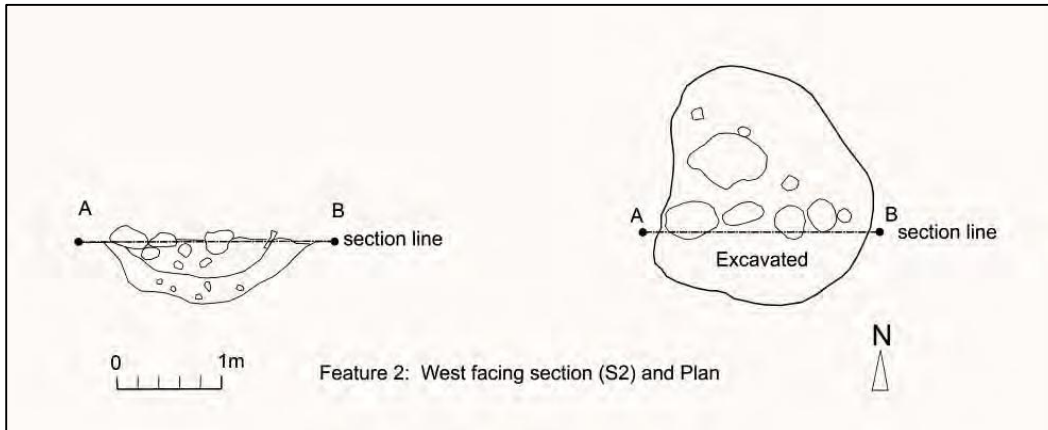 A
B
section line
0
1m
A
B
section line
Excavated
N
Feature 2: West facing section (S2) and Plan